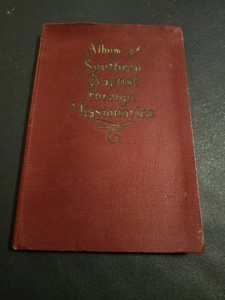 Album of
Southern
Baptist
Foreign
Missionaries